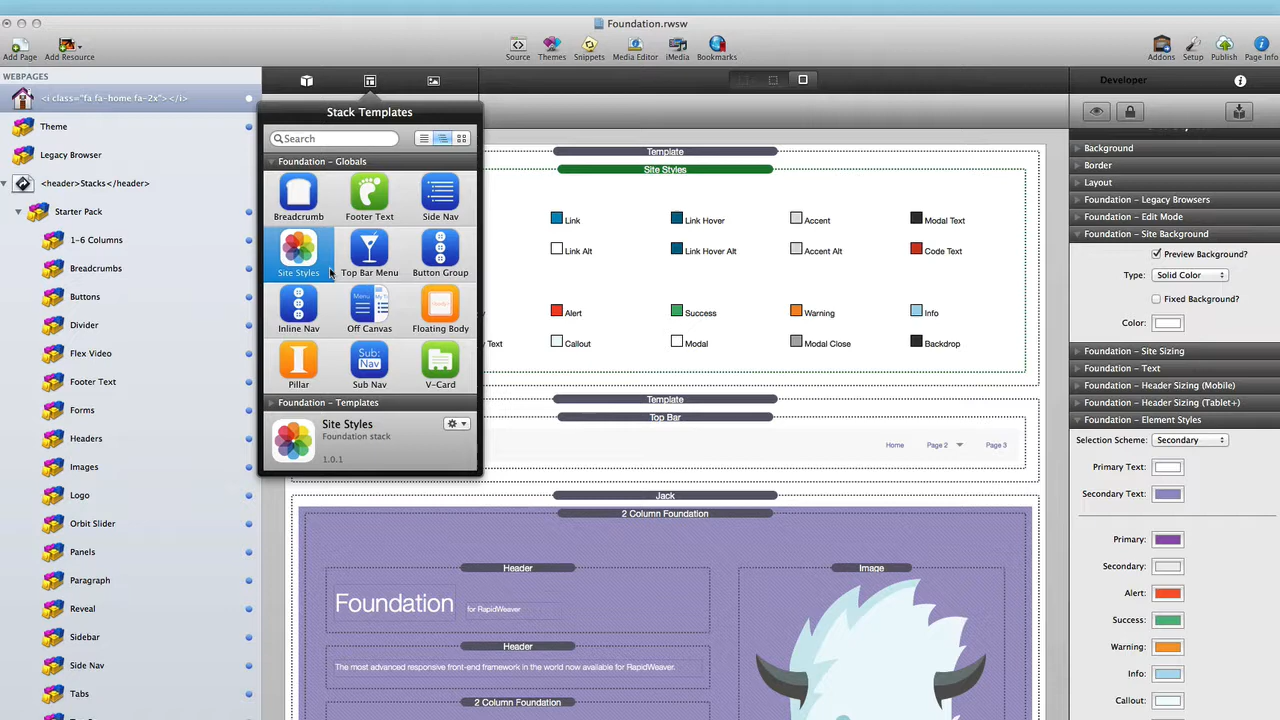 Foundation.rwsw
Add Page
Add Resource
Source
Themes
Snippets
Media Editor
iMedia
Bookmarks
Addons
Setup
Publish
Page Info
WEBPAGES
<i class="fa fa-home fa-2x"></i>
Theme
Legacy Browser
<header>Stacks</header>
Starter Pack
1-6 Columns
Breadcrumbs
Buttons
Divider
Flex Video
Footer Text
Forms
Headers
Images
Logo
Orbit Slider
Panels
Paragraph
Reveal
Sidebar
Side Nav
Tabs
Stack Templates
Search
Foundation - Globals
Breadcrumb
Footer Text
Side Nav
Site Styles
Top Bar Menu
Button Group
Inline Nav
Menu
Off Canvas
Floating Body
Sub: Nav
Pillar
Sub Nav
V-Card
Foundation - Templates
Site Styles
Foundation stack
1.0.1
Template
Site Styles
Link
Link Hover
Accent
Modal Text
Link Alt
Link Hover Alt
Accent Alt
Code Text
Alert
Success
Warning
Info
y Text
Callout
Modal
Modal Close
Backdrop
Template
Top Bar
Home
Page 2
Page 3
Jack
2 Column Foundation
Header
Image
Foundation for RapidWeaver
Header
The most advanced responsive front-end framework in the world now available for RapidWeaver.
2 Column Foundation
Developer
Background
Border
Layout
Foundation - Legacy Browsers
Foundation - Edit Mode
Foundation - Site Background
Preview Background?
Type: Solid Color
Fixed Background?
Color:
Foundation - Site Sizing
Foundation - Text
Foundation - Header Sizing (Mobile)
Foundation - Header Sizing (Tablet+)
Foundation - Element Styles
Selection Scheme: Secondary
Primary Text:
Secondary Text:
Primary:
Secondary:
Alert:
Success:
Warning:
Info:
Callout: